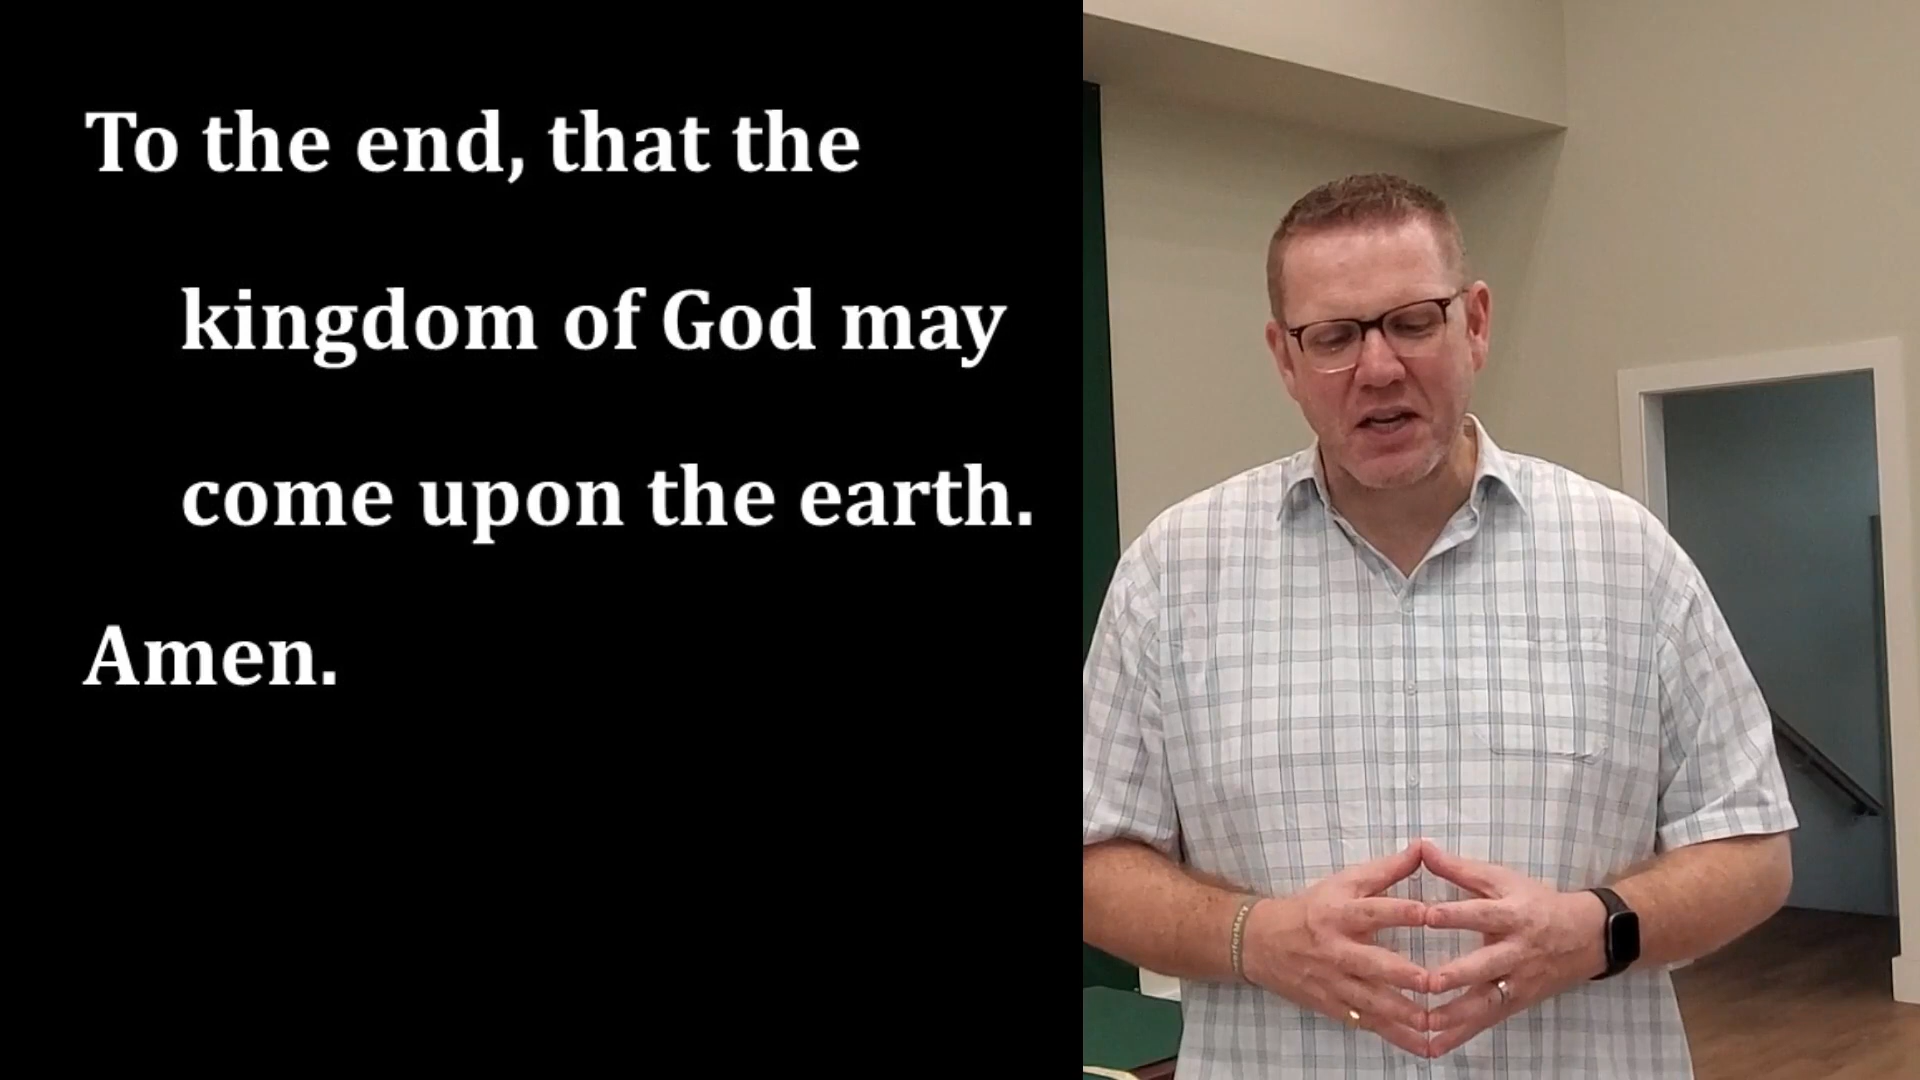 To the end, that the
kingdom of God may
come upon the earth.
Amen.